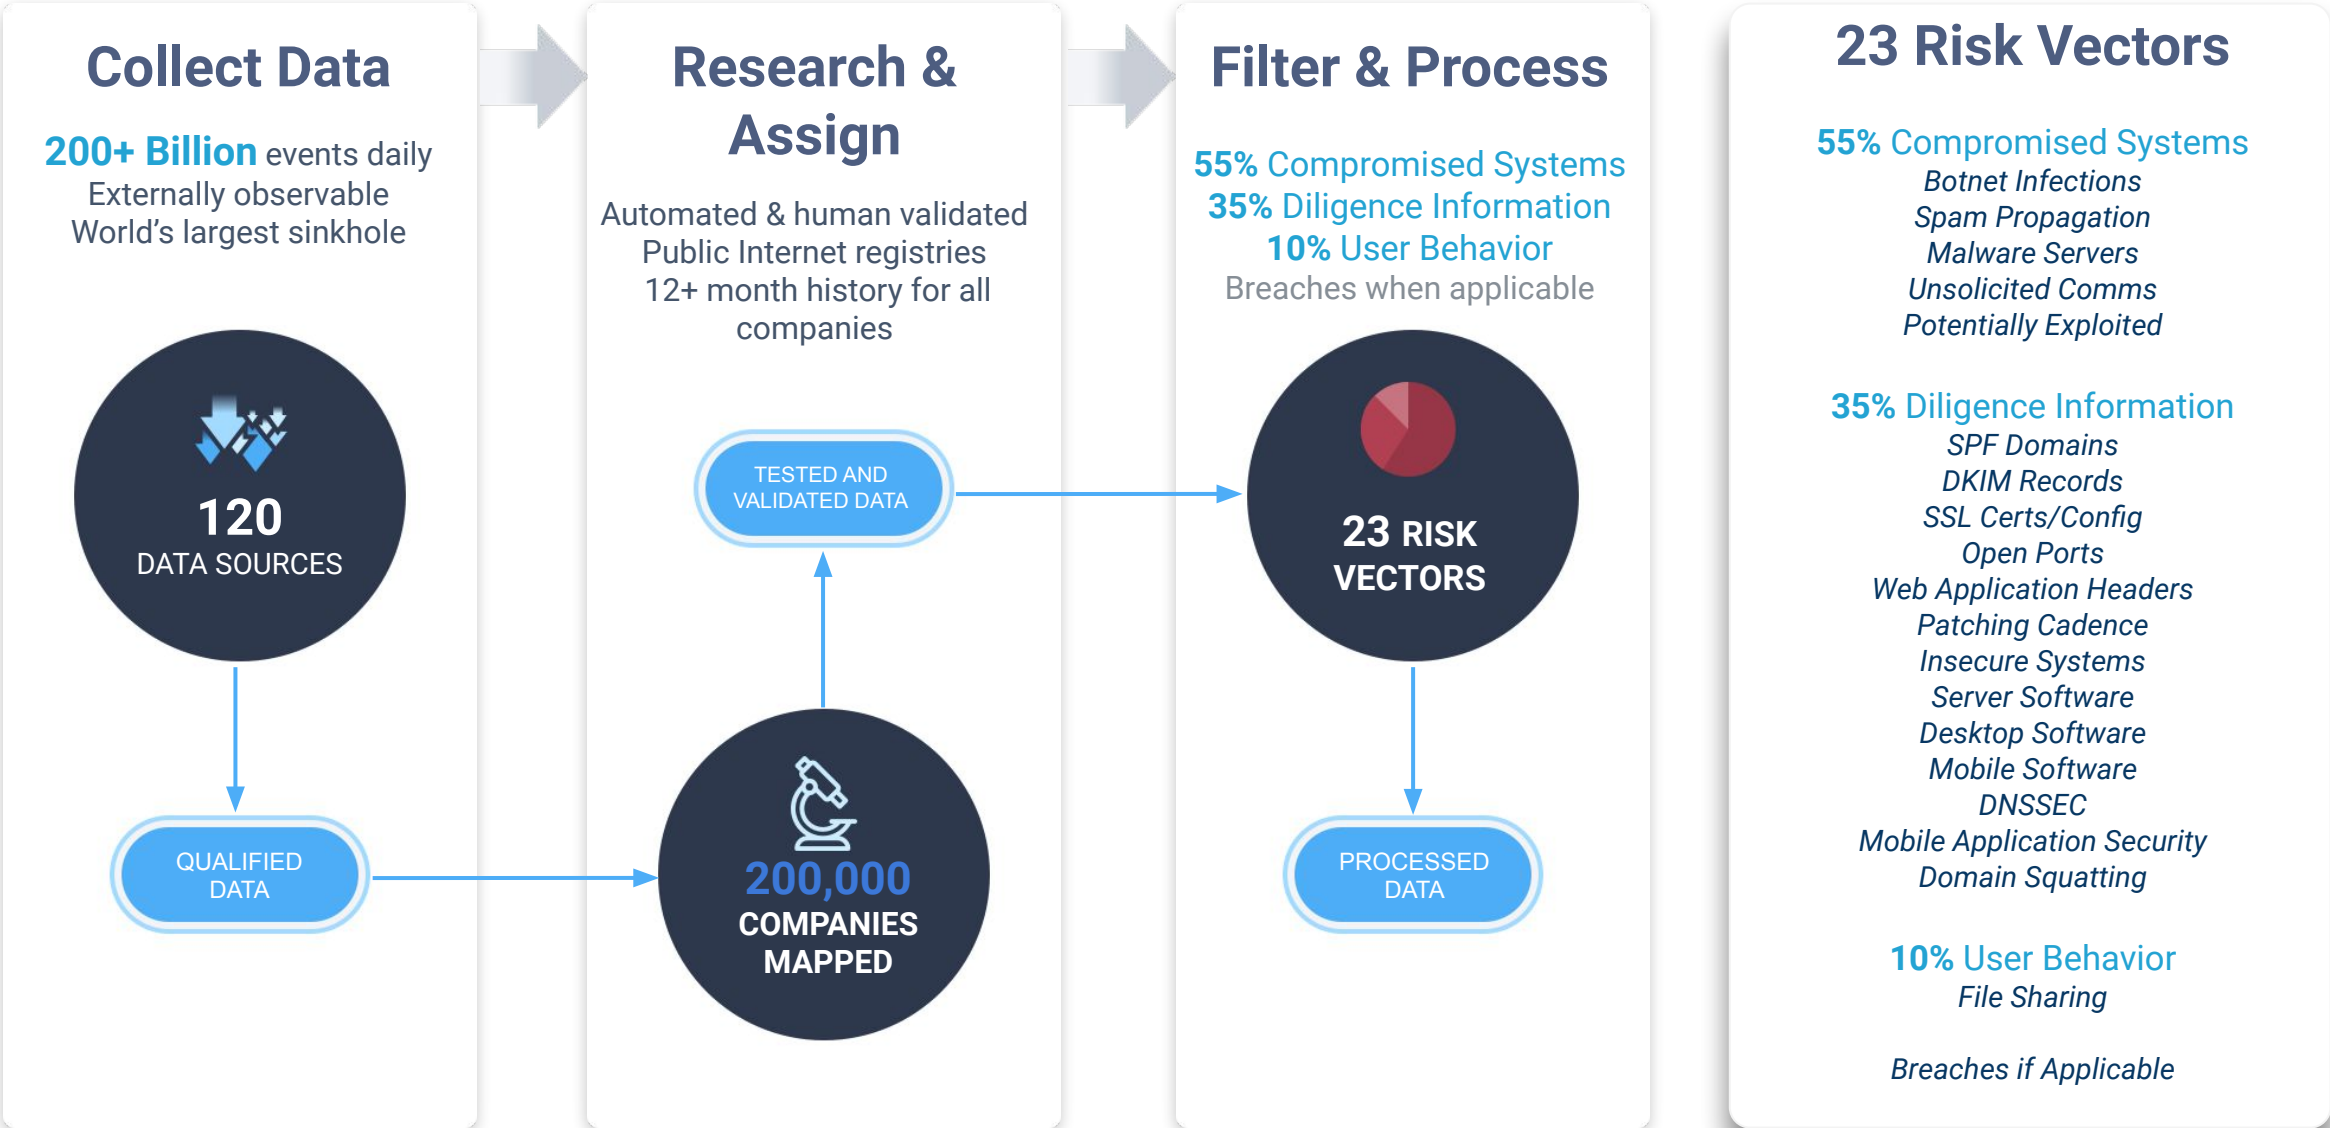 Collect Data
200+ Billion events daily
Externally observable
World's largest sinkhole
120
DATA SOURCES
QUALIFIED
DATA
Research &
Assign
Automated & human validated
Public Internet registries
12+ month history for all
companies
TESTED AND
VALIDATED DATA
200,000
COMPANIES
MAPPED
Filter & Process
55% Compromised Systems
35% Diligence Information
10% User Behavior
Breaches when applicable
23 RISK
VECTORS
PROCESSED
DATA
23 Risk Vectors
55% Compromised Systems
Botnet Infections
Spam Propagation
Malware Servers
Unsolicited Comms
Potentially Exploited
35% Diligence Information
SPF Domains
DKIM Records
SSL Certs/Config
Open Ports
Web Application Headers
Patching Cadence
Insecure Systems
Server Software
Desktop Software
Mobile Software
DNSSEC
Mobile Application Security
Domain Squatting
10% User Behavior
File Sharing
Breaches if Applicable